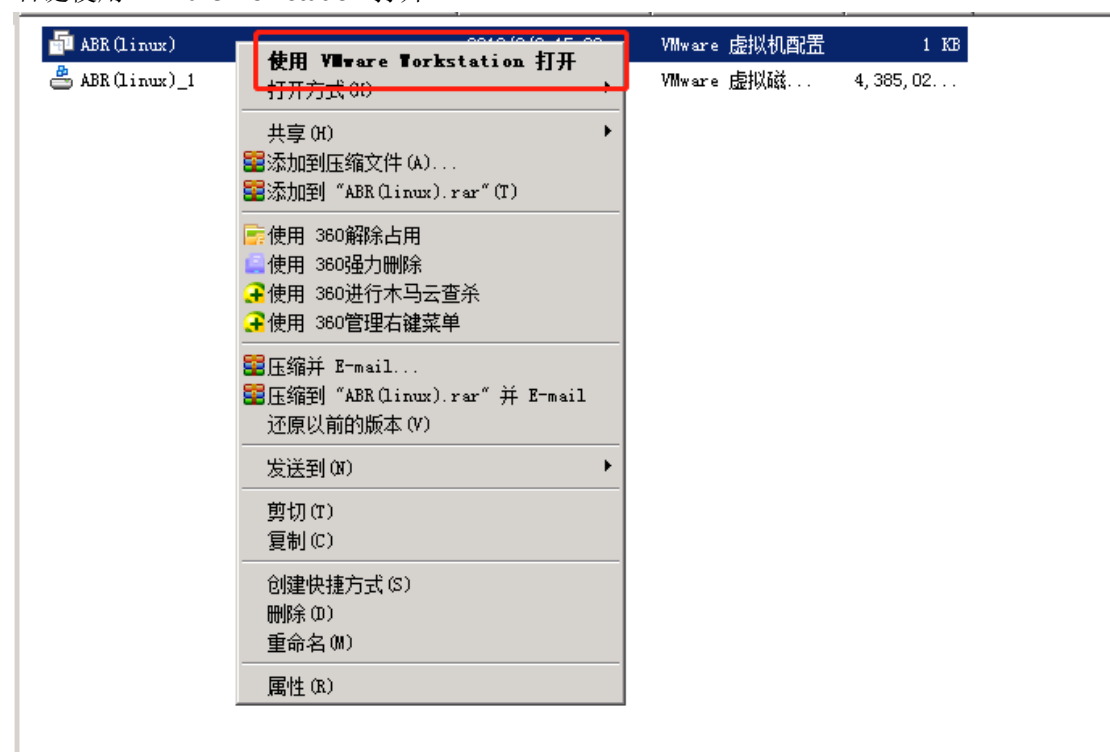 ABR(linux) VMware 虚拟机配置 1 KB
ABR(linux)_1 VMware 虚拟磁... 4,385,02...
使用 VMware Workstation 打开
打开方式(H)
共享(H)
添加到压缩文件(A)...
添加到 "ABR(linux).rar"(T)
使用 360解除占用
使用 360强力删除
使用 360进行木马云查杀
使用 360管理右键菜单
压缩并 E-mail...
压缩到 "ABR(linux).rar" 并 E-mail
还原以前的版本(V)
发送到(N)
剪切(T)
复制(C)
创建快捷方式(S)
删除(D)
重命名(M)
属性(R)